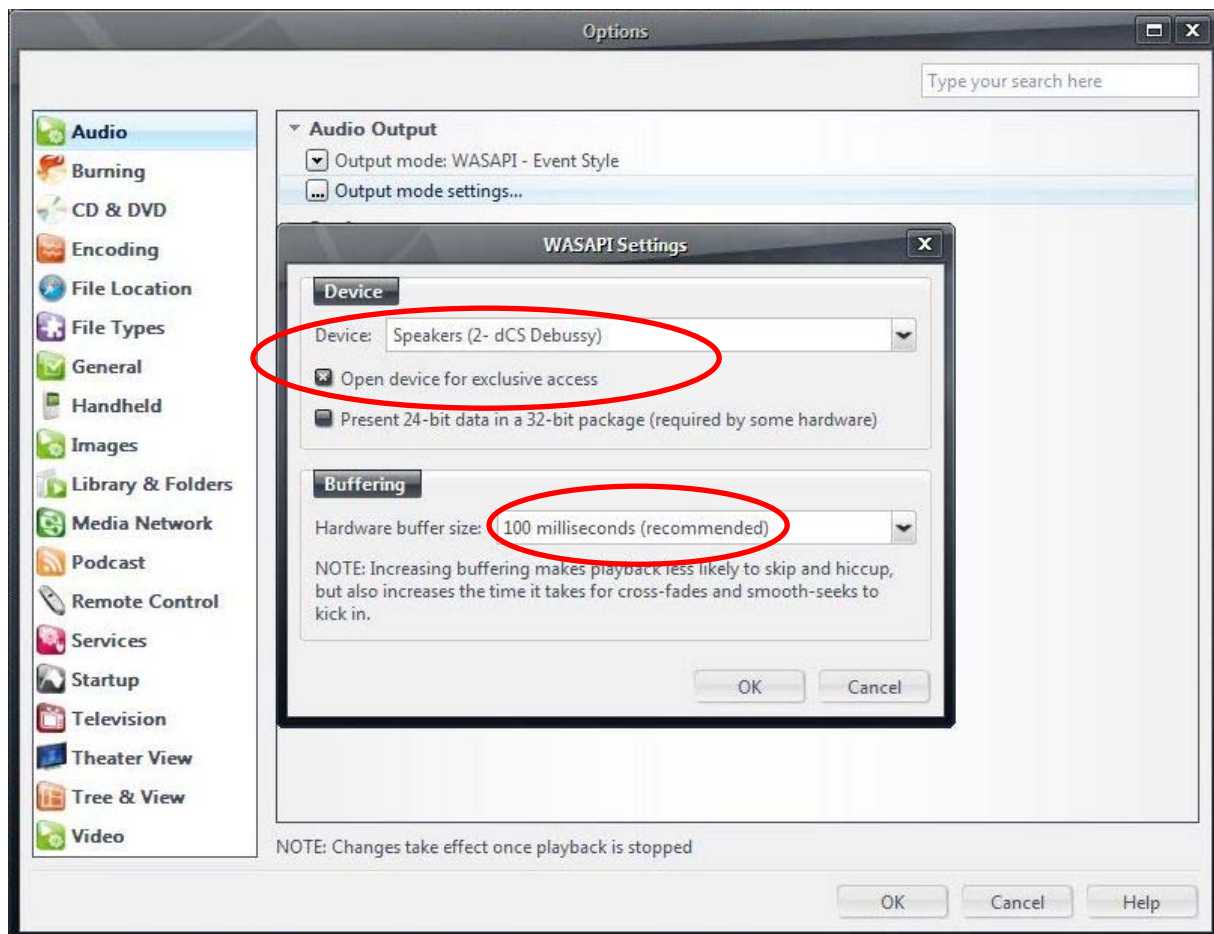 Options
Type your search here
Audio
Burning
CD & DVD
Encoding
File Location
File Types
General
Handheld
Images
Library & Folders
Media Network
Podcast
Remote Control
Services
Startup
Television
Theater View
Tree & View
Video
Audio Output
Output mode: WASAPI - Event Style
Output mode settings...
WASAPI Settings
Device
Device: Speakers (2- dCS Debussy)
Open device for exclusive access
Present 24-bit data in a 32-bit package (required by some hardware)
Buffering
Hardware buffer size: 100 milliseconds (recommended)
NOTE: Increasing buffering makes playback less likely to skip and hiccup,
but also increases the time it takes for cross-fades and smooth-seeks to
kick in.
OK Cancel
NOTE: Changes take effect once playback is stopped
OK Cancel Help